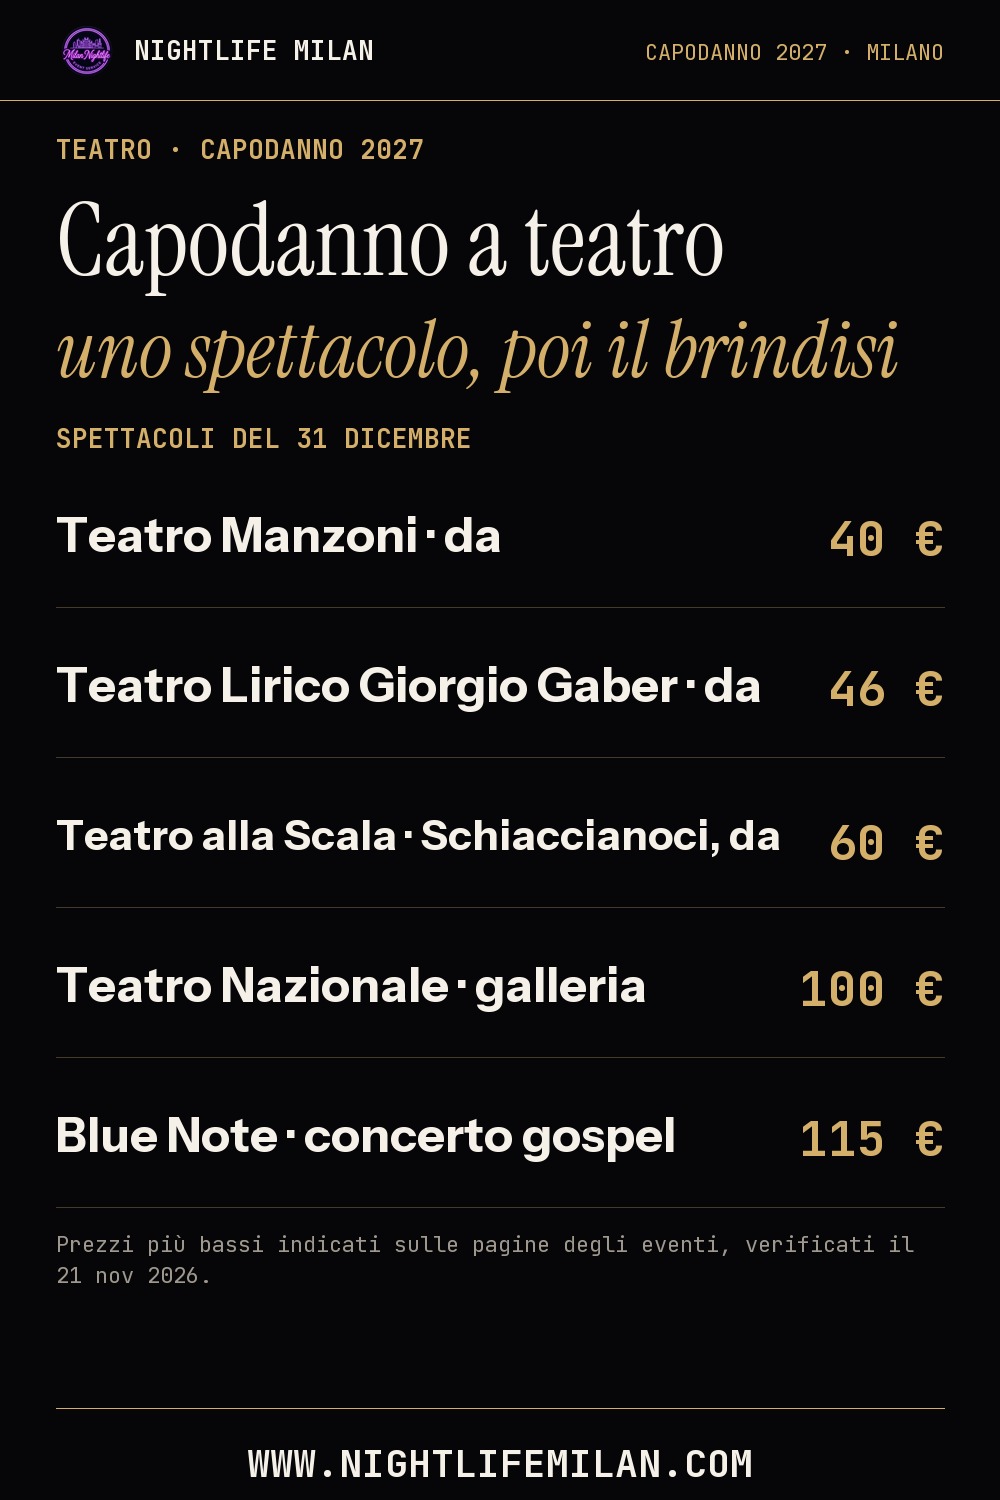 Milan Nightlife
NIGHTLIFE MILAN
CAPODANNO 2027 · MILANO
TEATRO · CAPODANNO 2027
Capodanno a teatro
uno spettacolo, poi il brindisi
SPETTACOLI DEL 31 DICEMBRE
Teatro Manzoni · da 40 €
Teatro Lirico Giorgio Gaber · da 46 €
Teatro alla Scala · Schiaccianoci, da 60 €
Teatro Nazionale · galleria 100 €
Blue Note · concerto gospel 115 €
Prezzi più bassi indicati sulle pagine degli eventi, verificati il
21 nov 2026.
WWW.NIGHTLIFEMILAN.COM